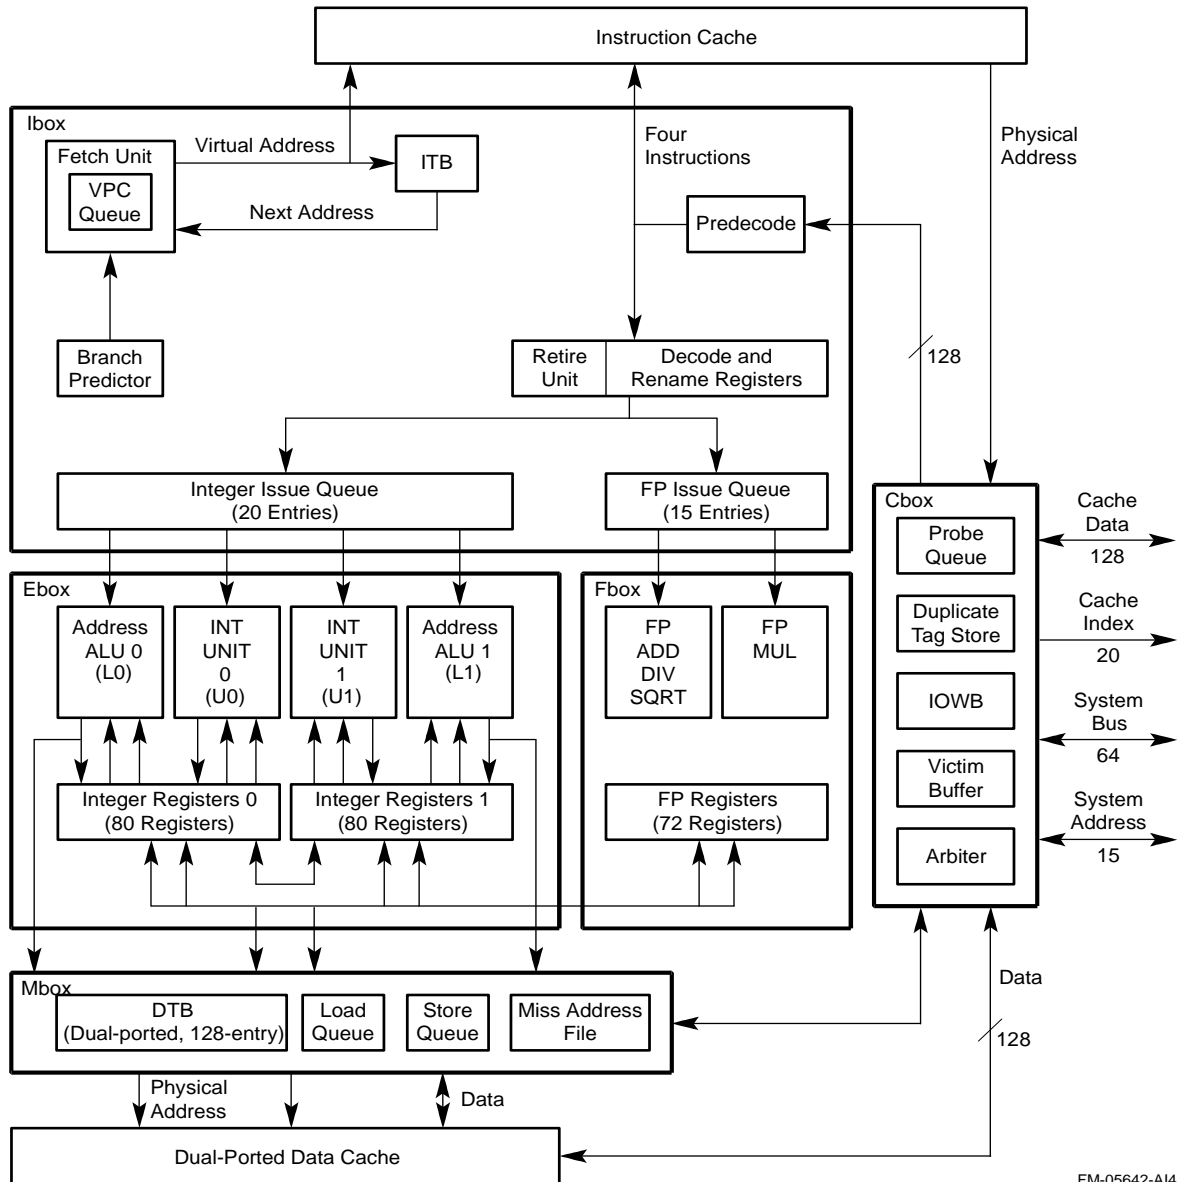 Instruction Cache
Ibox
Fetch Unit
VPC
Queue
Virtual Address
ITB
Next Address
Four
Instructions
Physical
Address
Predecode
Branch
Predictor
Retire
Unit
Decode and
Rename Registers
128
Integer Issue Queue
(20 Entries)
FP Issue Queue
(15 Entries)
Ebox
Address
ALU 0
(L0)
INT
UNIT
0
(U0)
INT
UNIT
1
(U1)
Address
ALU 1
(L1)
Integer Registers 0
(80 Registers)
Integer Registers 1
(80 Registers)
Fbox
FP
ADD
DIV
SQRT
FP
MUL
FP Registers
(72 Registers)
Cbox
Probe
Queue
Duplicate
Tag Store
IOWB
Victim
Buffer
Arbiter
Cache
Data
128
Cache
Index
20
System
Bus
64
System
Address
15
Mbox
DTB
(Dual-ported, 128-entry)
Load
Queue
Store
Queue
Miss Address
File
Data
128
Physical
Address
Data
Dual-Ported Data Cache
FM-05642-AI4